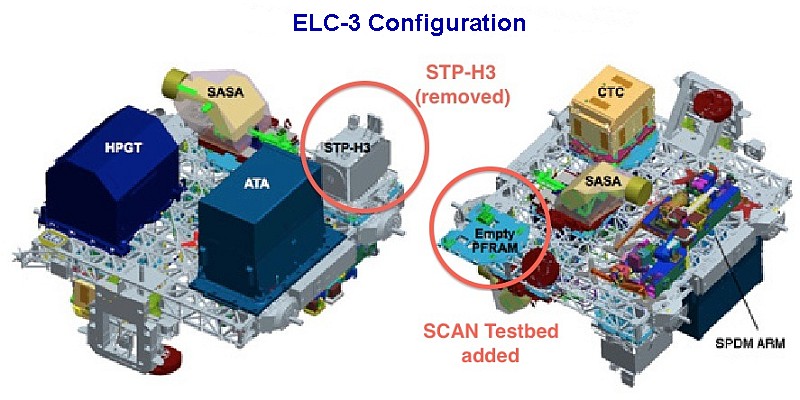 ELC-3 Configuration
SASA
STP-H3
(removed)
CTC
HPGT
STP-H3
ATA
SASA
Empty
PFRAM
SCAN Testbed
added
SPDM ARM